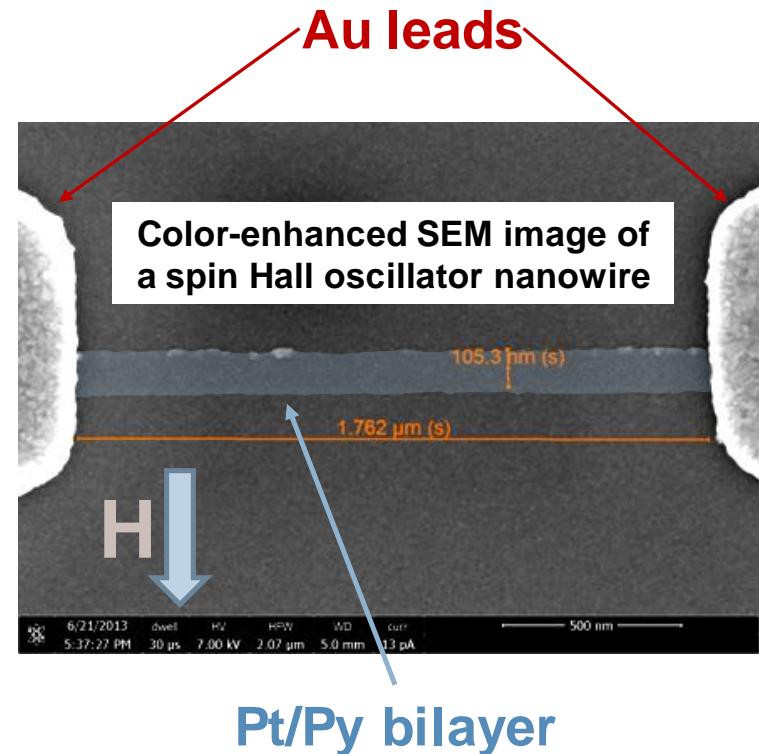 Au leads
Color-enhanced SEM image of
a spin Hall oscillator nanowire
105.3 nm (s)
1.762 µm (s)
H
6/21/2013 dwell HV HFW WD curr 500 nm
5:37:27 PM 30 µs 7.00 kV 2.07 µm 5.0 mm 13 pA
Pt/Py bilayer